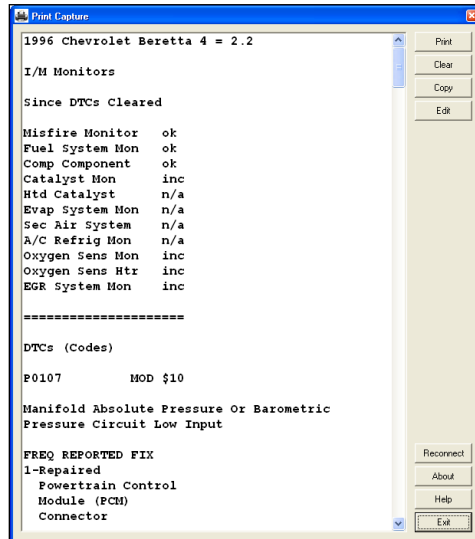 Print Capture
1996 Chevrolet Beretta 4 = 2.2
I/M Monitors
Since DTCs Cleared
Misfire Monitor ok
Fuel System Mon ok
Comp Component ok
Catalyst Mon inc
Htd Catalyst n/a
Evap System Mon n/a
Sec Air System n/a
A/C Refrig Mon n/a
Oxygen Sens Mon inc
Oxygen Sens Htr inc
EGR System Mon inc
=====================
DTCs (Codes)
P0107 MOD $10
Manifold Absolute Pressure Or Barometric
Pressure Circuit Low Input
FREQ REPORTED FIX
1-Repaired
Powertrain Control
Module (PCM)
Connector
Print
Clear
Copy
Edit
Reconnect
About
Help
Exit